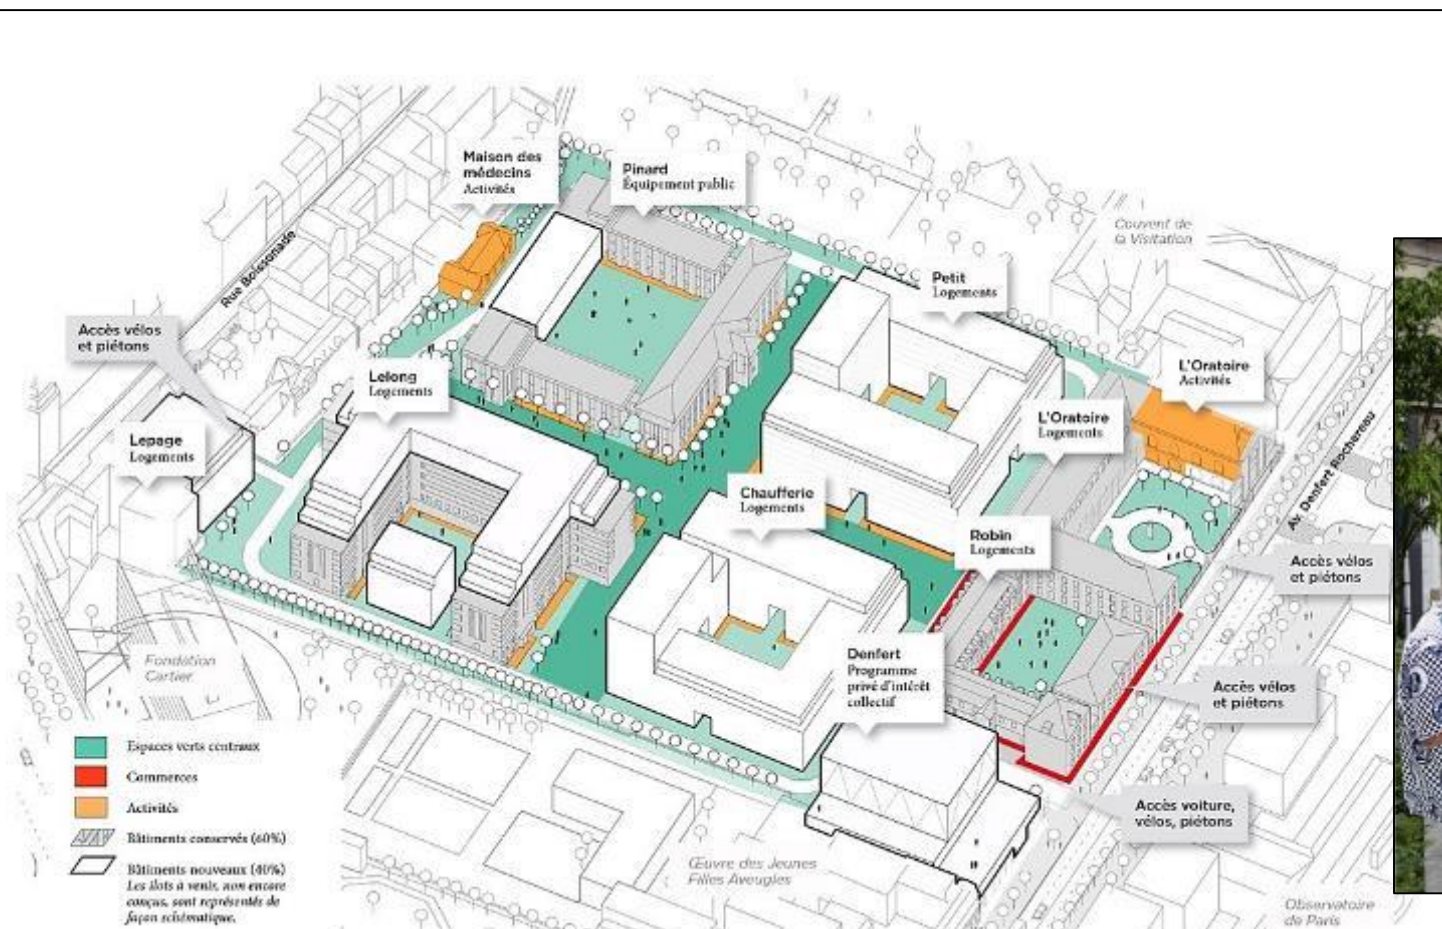 Maison des
médecins
Activités
Pinard
Équipement public
Couvent de
la Visitation
Rue Boissonade
Petit
Logements
Accès vélos
et piétons
Lelong
Logements
L'Oratoire
Activités
L'Oratoire
Logements
Av. Denfert Rochereau
Lepage
Logements
Chaufferie
Logements
Robin
Logements
Accès vélos
et piétons
Denfert
Programme
privé d'intérêt
collectif
Fondation
Cartier
Accès vélos
et piétons
Espaces verts centraux
Commerces
Activités
Bâtiments conservés (60%)
Bâtiments nouveaux (40%)
Les îlots à venir, non encore
conçus, sont représentés de
façon schématique.
Accès voiture,
vélos, piétons
Œuvre des Jeunes
Filles Aveugles
Observatoire
de Paris